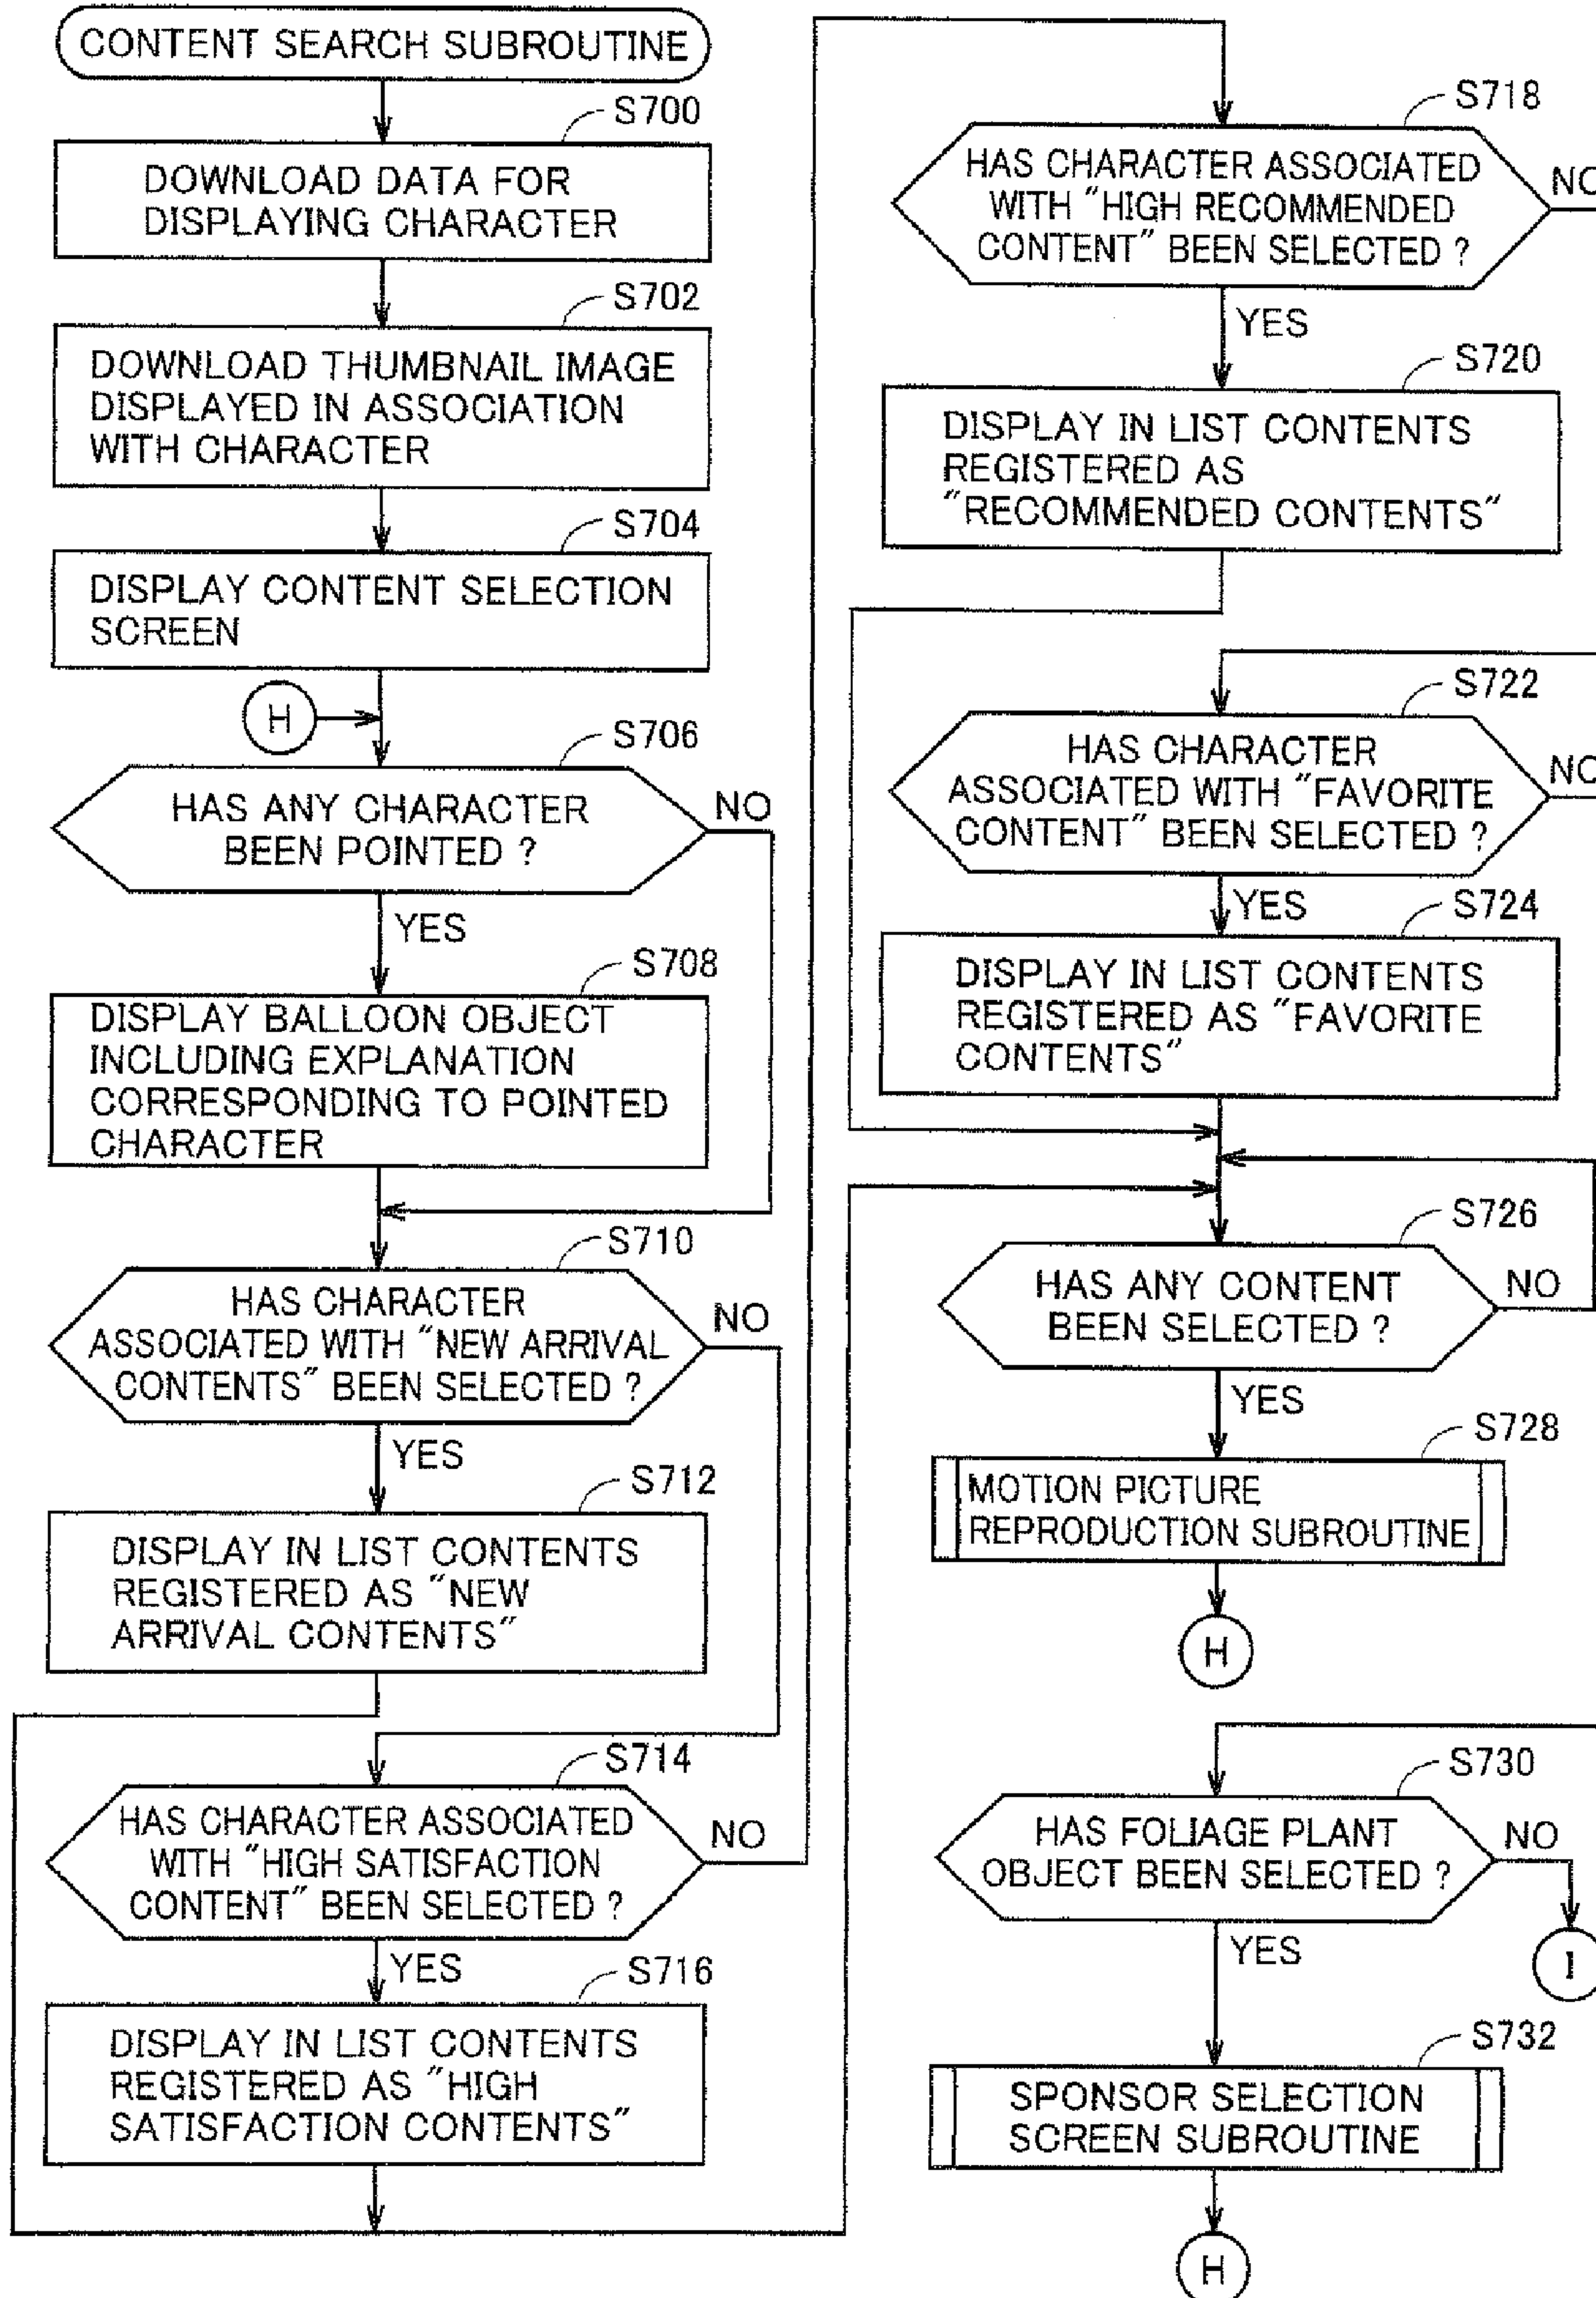 CONTENT SEARCH SUBROUTINE
S700
DOWNLOAD DATA FOR
DISPLAYING CHARACTER
S702
DOWNLOAD THUMBNAIL IMAGE
DISPLAYED IN ASSOCIATION
WITH CHARACTER
S704
DISPLAY CONTENT SELECTION
SCREEN
H
S706
HAS ANY CHARACTER
BEEN POINTED ?
NO
YES
S708
DISPLAY BALLOON OBJECT
INCLUDING EXPLANATION
CORRESPONDING TO POINTED
CHARACTER
S710
HAS CHARACTER
ASSOCIATED WITH "NEW ARRIVAL
CONTENTS" BEEN SELECTED ?
NO
YES
S712
DISPLAY IN LIST CONTENTS
REGISTERED AS "NEW
ARRIVAL CONTENTS"
S714
HAS CHARACTER ASSOCIATED
WITH "HIGH SATISFACTION
CONTENT" BEEN SELECTED ?
NO
YES
S716
DISPLAY IN LIST CONTENTS
REGISTERED AS "HIGH
SATISFACTION CONTENTS"
S718
HAS CHARACTER ASSOCIATED
WITH "HIGH RECOMMENDED
CONTENT" BEEN SELECTED ?
NO
YES
S720
DISPLAY IN LIST CONTENTS
REGISTERED AS
"RECOMMENDED CONTENTS"
S722
HAS CHARACTER
ASSOCIATED WITH "FAVORITE
CONTENT" BEEN SELECTED ?
NO
YES
S724
DISPLAY IN LIST CONTENTS
REGISTERED AS "FAVORITE
CONTENTS"
S726
HAS ANY CONTENT
BEEN SELECTED ?
NO
YES
S728
MOTION PICTURE
REPRODUCTION SUBROUTINE
H
S730
HAS FOLIAGE PLANT
OBJECT BEEN SELECTED ?
NO
I
YES
S732
SPONSOR SELECTION
SCREEN SUBROUTINE
H